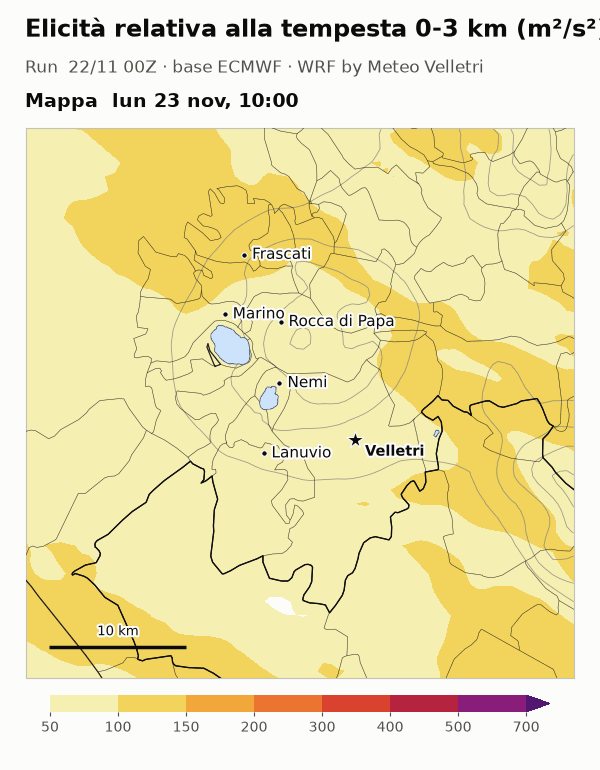 Elicità relativa alla tempesta 0-3 km (m²/s²)
Run  22/11 00Z · base ECMWF · WRF by Meteo Velletri
Mappa  lun 23 nov, 10:00
Frascati
Marino
Rocca di Papa
Nemi
Velletri
Lanuvio
10 km
50 100 150 200 300 400 500 700